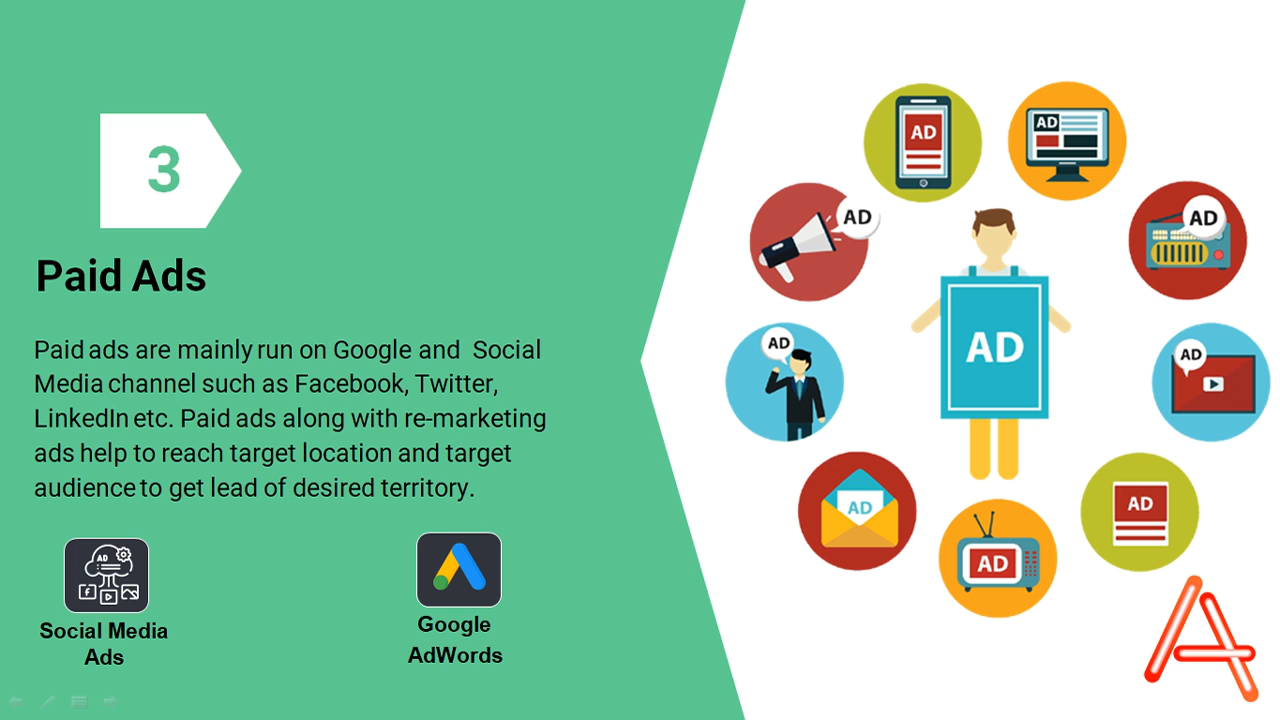 3
Paid Ads
Paid ads are mainly run on Google and Social
Media channel such as Facebook, Twitter,
LinkedIn etc. Paid ads along with re-marketing
ads help to reach target location and target
audience to get lead of desired territory.
AD
Social Media
Ads
Google
AdWords
AD
AD
AD
AD
AD
AD
AD
AD
AD
AD
A